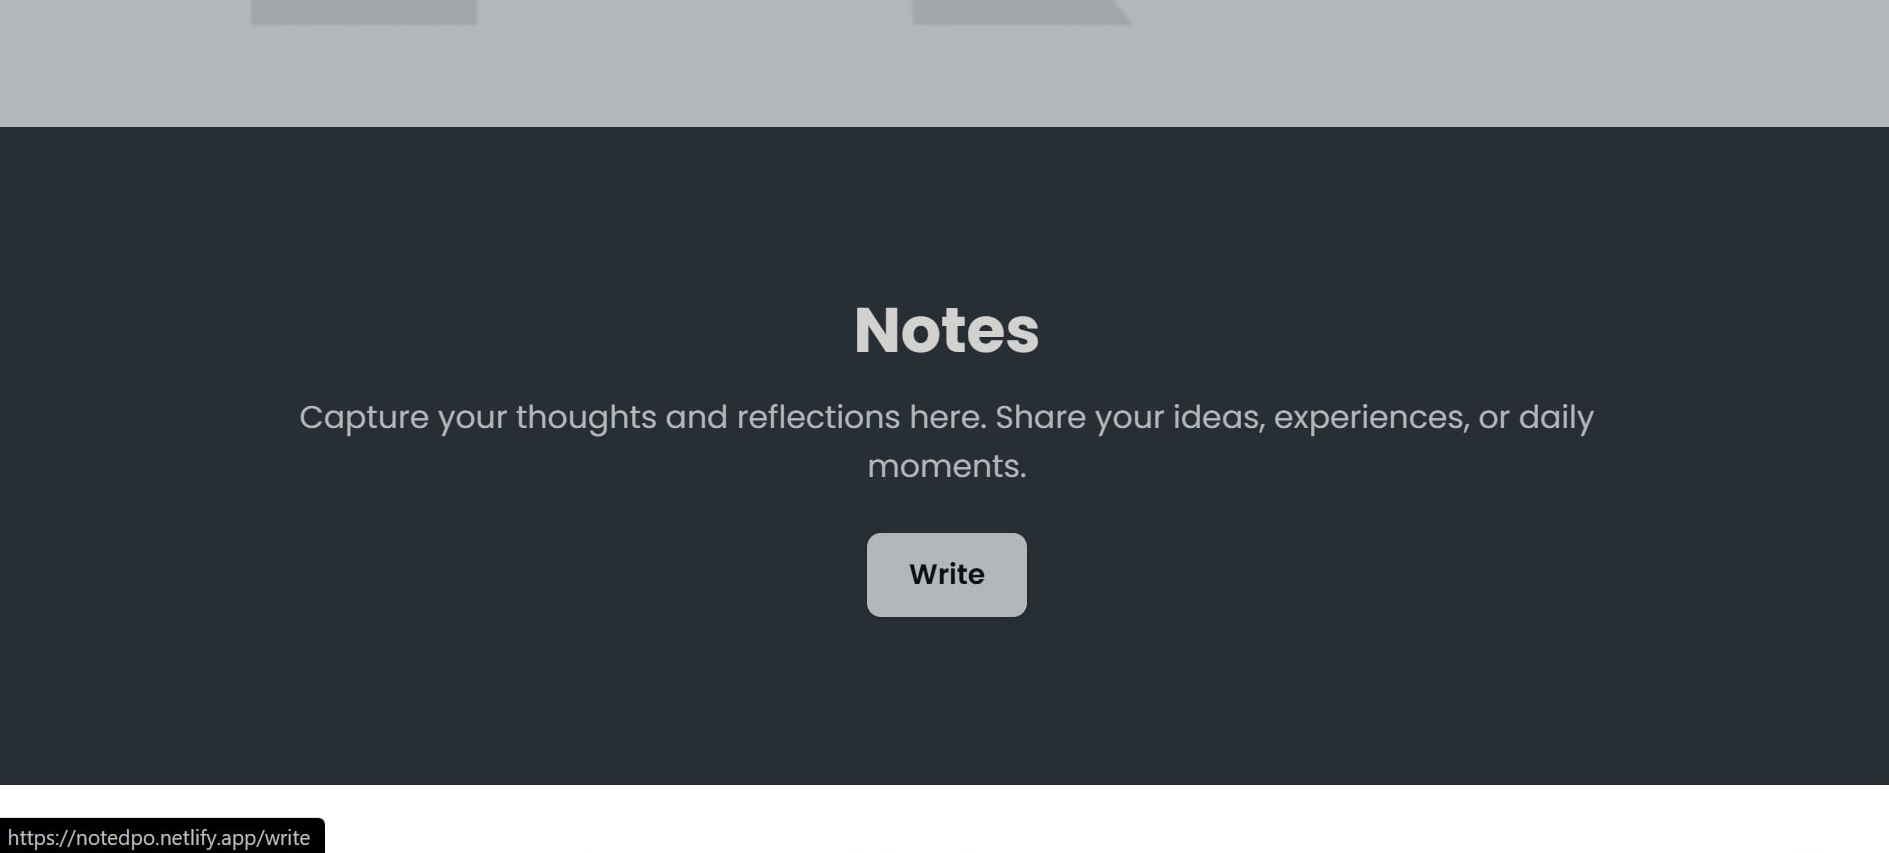 Notes
Capture your thoughts and reflections here. Share your ideas, experiences, or daily
moments.
Write
https://notedpo.netlify.app/write